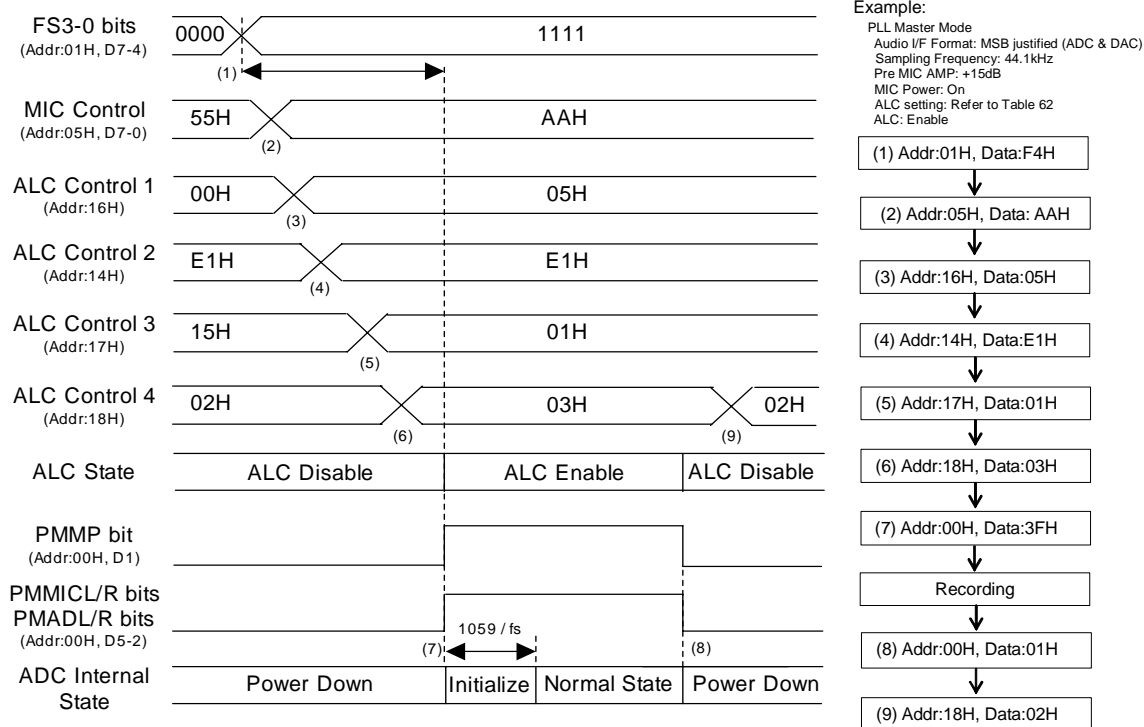 FS3-0 bits
(Addr:01H, D7-4)
0000
1111
(1)
MIC Control
(Addr:05H, D7-0)
55H
AAH
(2)
ALC Control 1
(Addr:16H)
00H
05H
(3)
ALC Control 2
(Addr:14H)
E1H
E1H
(4)
ALC Control 3
(Addr:17H)
15H
01H
(5)
ALC Control 4
(Addr:18H)
02H
03H
02H
(6)
(9)
ALC State
ALC Disable
ALC Enable
ALC Disable
PMMP bit
(Addr:00H, D1)
PMMICL/R bits
PMADL/R bits
(Addr:00H, D5-2)
1059 / fs
(7)
(8)
ADC Internal
State
Power Down
Initialize
Normal State
Power Down
Example:
PLL Master Mode
Audio I/F Format: MSB justified (ADC & DAC)
Sampling Frequency: 44.1kHz
Pre MIC AMP: +15dB
MIC Power: On
ALC setting: Refer to Table 62
ALC: Enable
(1) Addr:01H, Data:F4H
(2) Addr:05H, Data: AAH
(3) Addr:16H, Data:05H
(4) Addr:14H, Data:E1H
(5) Addr:17H, Data:01H
(6) Addr:18H, Data:03H
(7) Addr:00H, Data:3FH
Recording
(8) Addr:00H, Data:01H
(9) Addr:18H, Data:02H